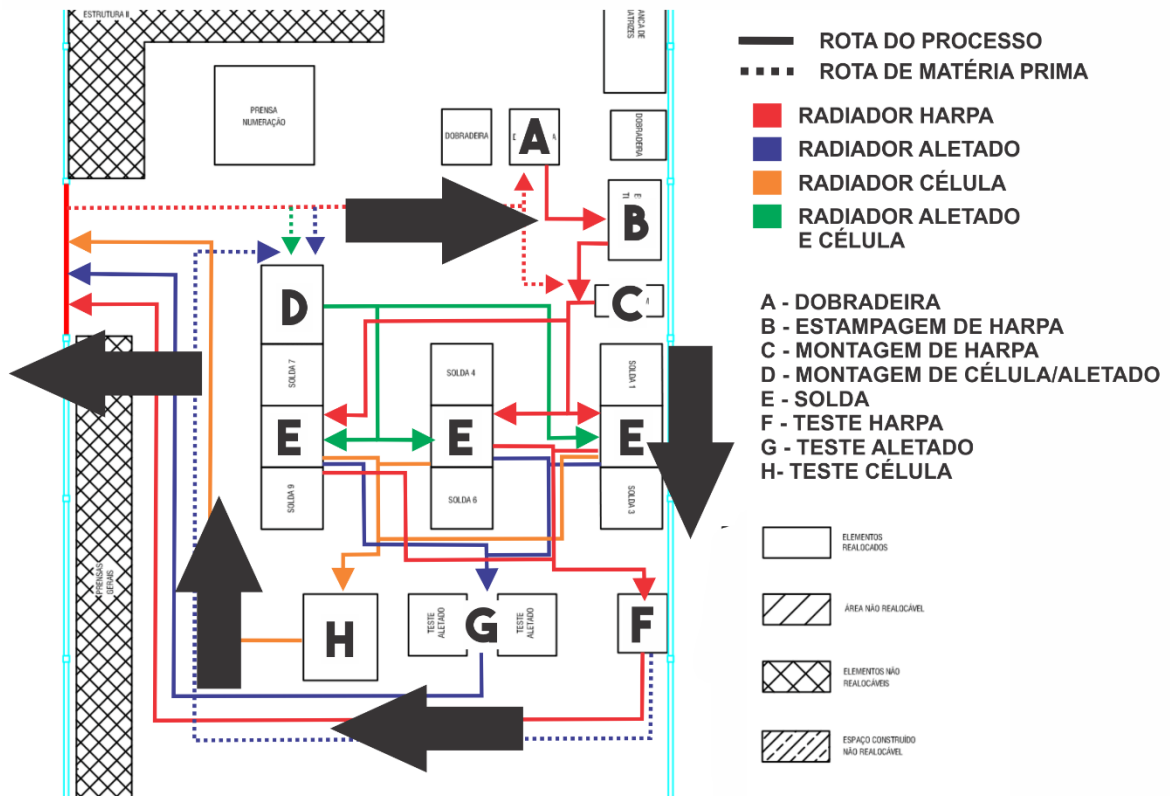 ESTRUTURA II
PRENSA
NUMERAÇÃO
DOBRADEIRA
A
DOBRADEIRA
B
C
D
SOLDA 7
SOLDA 4
SOLDA 1
E
E
E
SOLDA 9
SOLDA 6
SOLDA 3
PRENSAS
GERAIS
H
TESTE
ALETADO
G
TESTE
ALETADO
F
ROTA DO PROCESSO
ROTA DE MATÉRIA PRIMA
RADIADOR HARPA
RADIADOR ALETADO
RADIADOR CÉLULA
RADIADOR ALETADO
E CÉLULA
A - DOBRADEIRA
B - ESTAMPAGEM DE HARPA
C - MONTAGEM DE HARPA
D - MONTAGEM DE CÉLULA/ALETADO
E - SOLDA
F - TESTE HARPA
G - TESTE ALETADO
H- TESTE CÉLULA
ELEMENTOS
REALOCADOS
ÁREA NÃO REALOCÁVEL
ELEMENTOS NÃO
REALOCÁVEIS
ESPAÇO CONSTRUÍDO
NÃO REALOCÁVEL